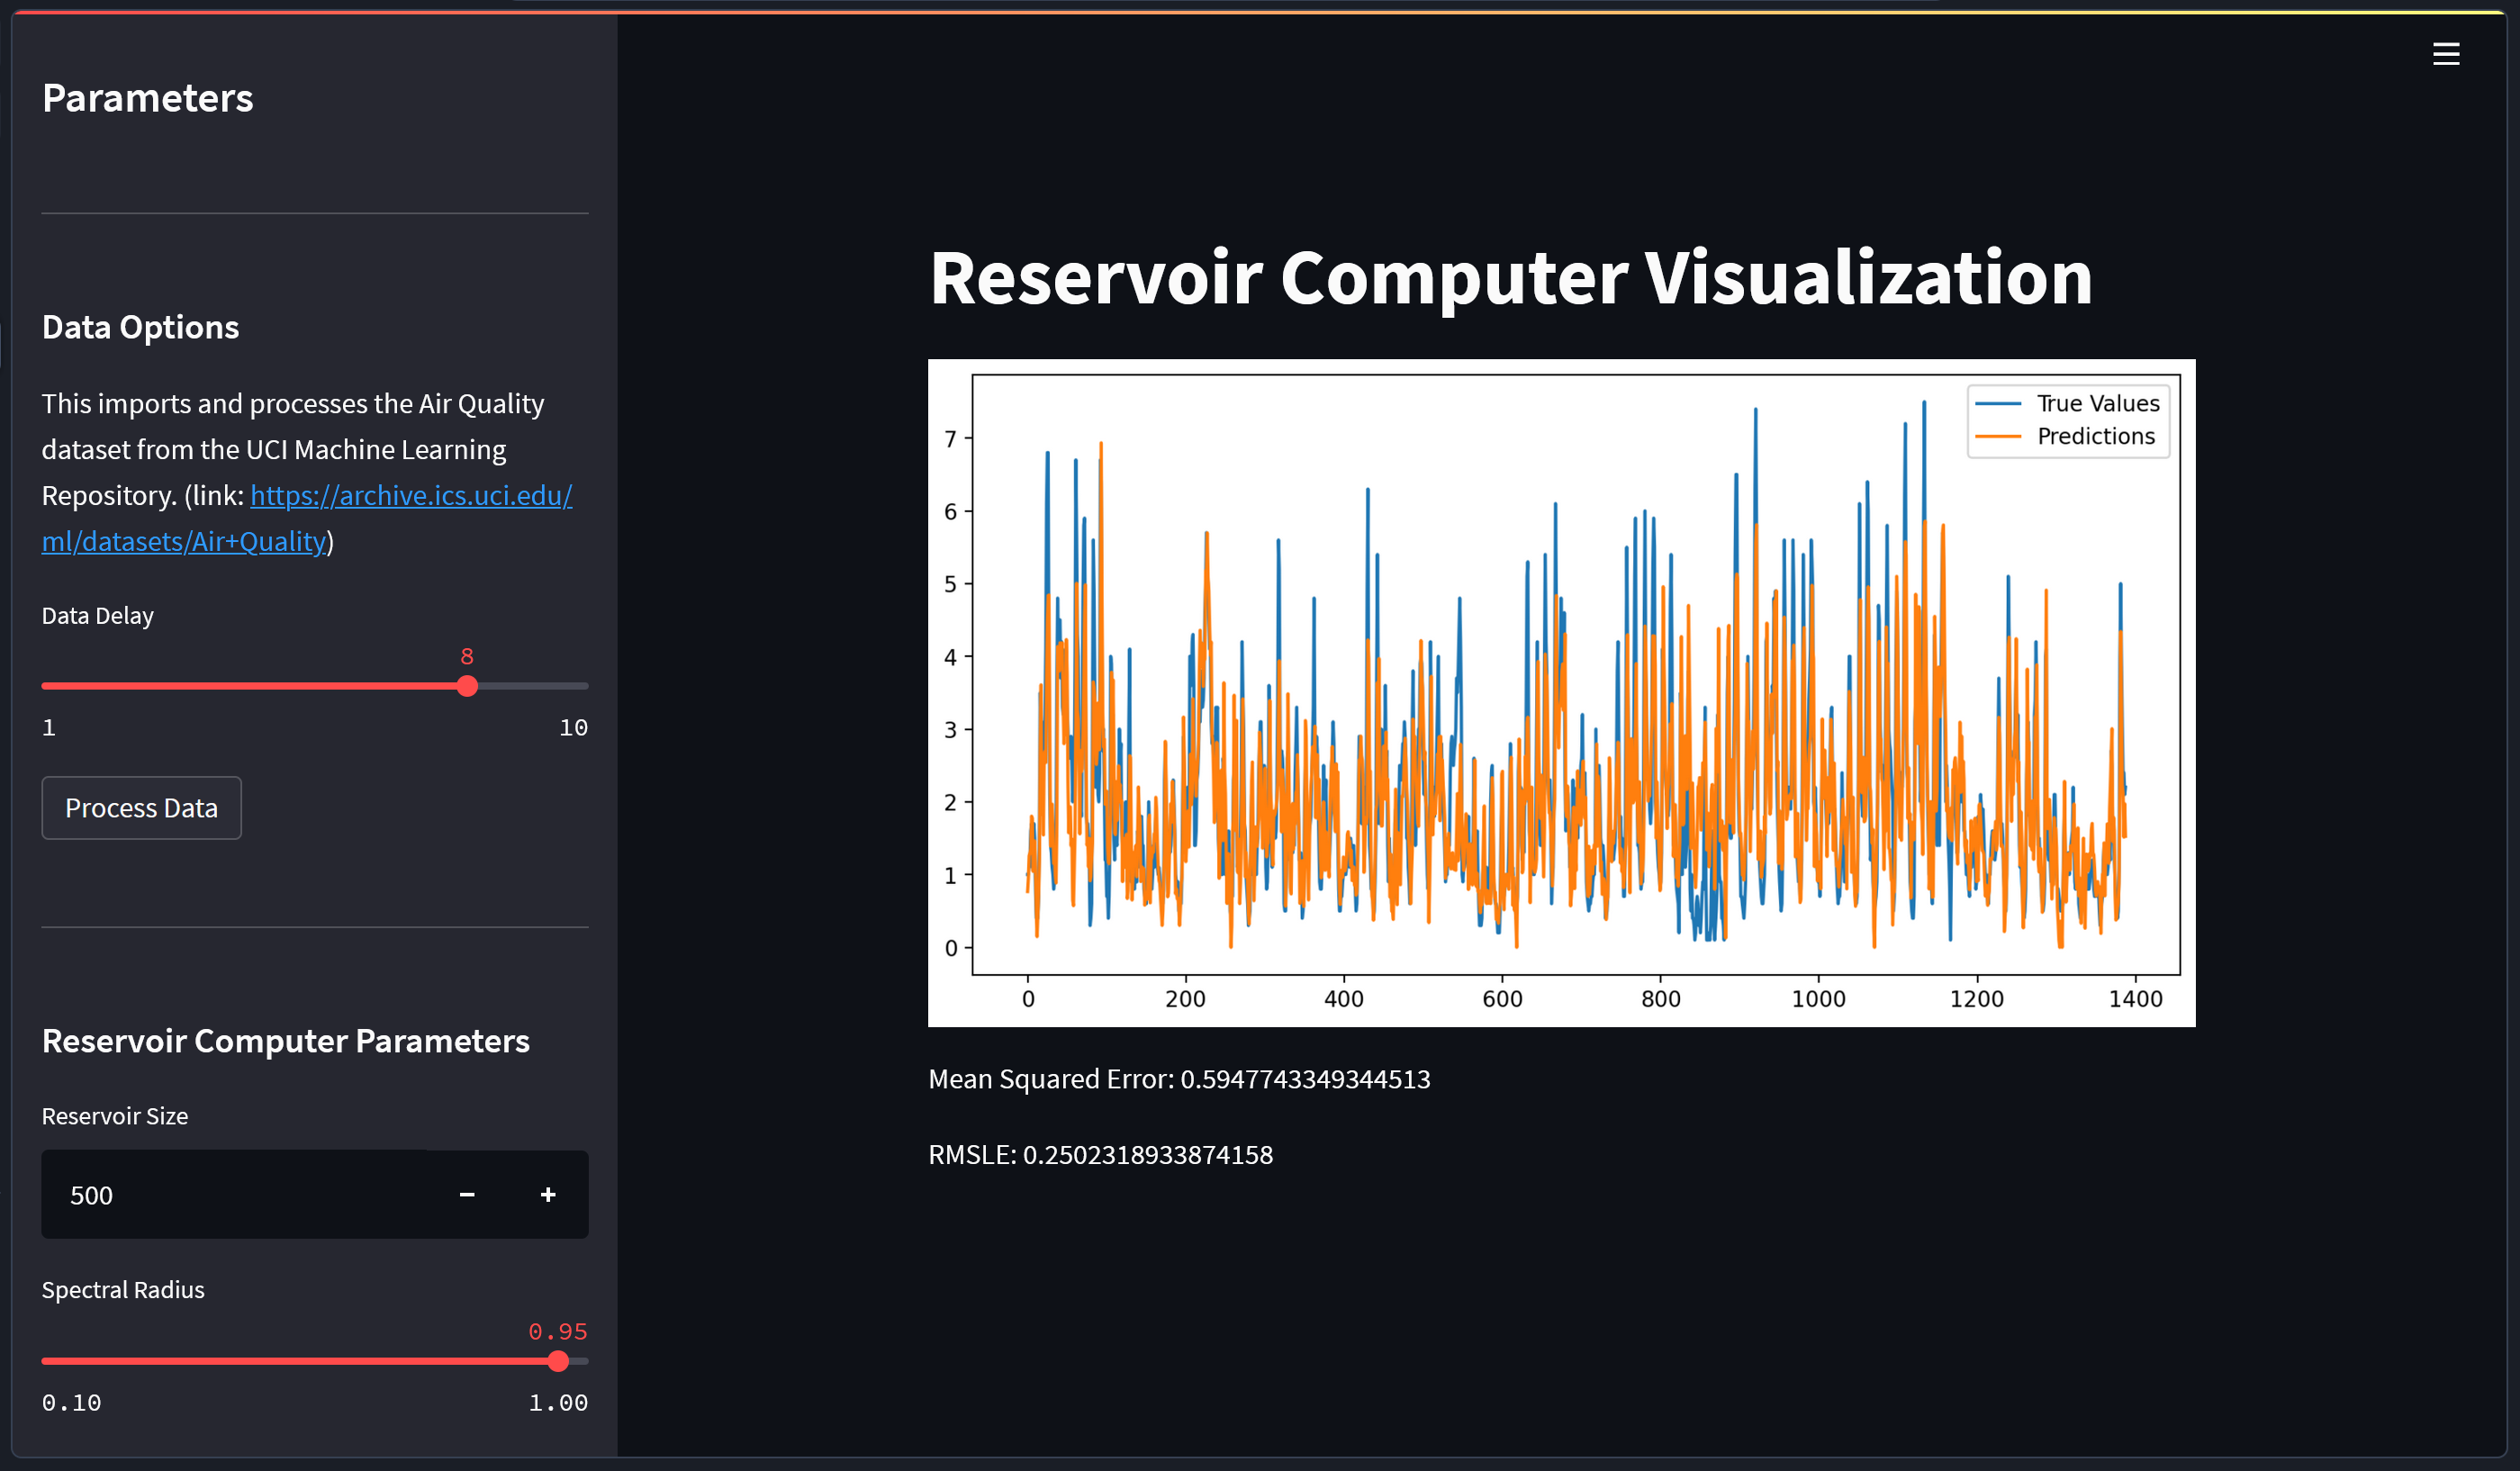 Parameters
Data Options
This imports and processes the Air Quality
dataset from the UCI Machine Learning
Repository. (link: https://archive.ics.uci.edu/
ml/datasets/Air+Quality)
Data Delay
8
1 10
Process Data
Reservoir Computer Parameters
Reservoir Size
500 − +
Spectral Radius
0.95
0.10 1.00
Reservoir Computer Visualization
True Values
Predictions
7
6
5
4
3
2
1
0
0 200 400 600 800 1000 1200 1400
Mean Squared Error: 0.5947743349344513
RMSLE: 0.2502318933874158